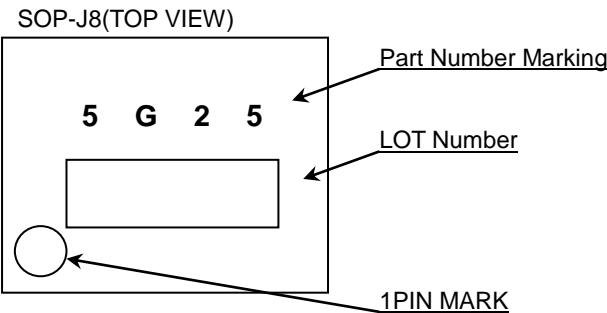 SOP-J8(TOP VIEW)
Part Number Marking
5 G 2 5
LOT Number
1PIN MARK